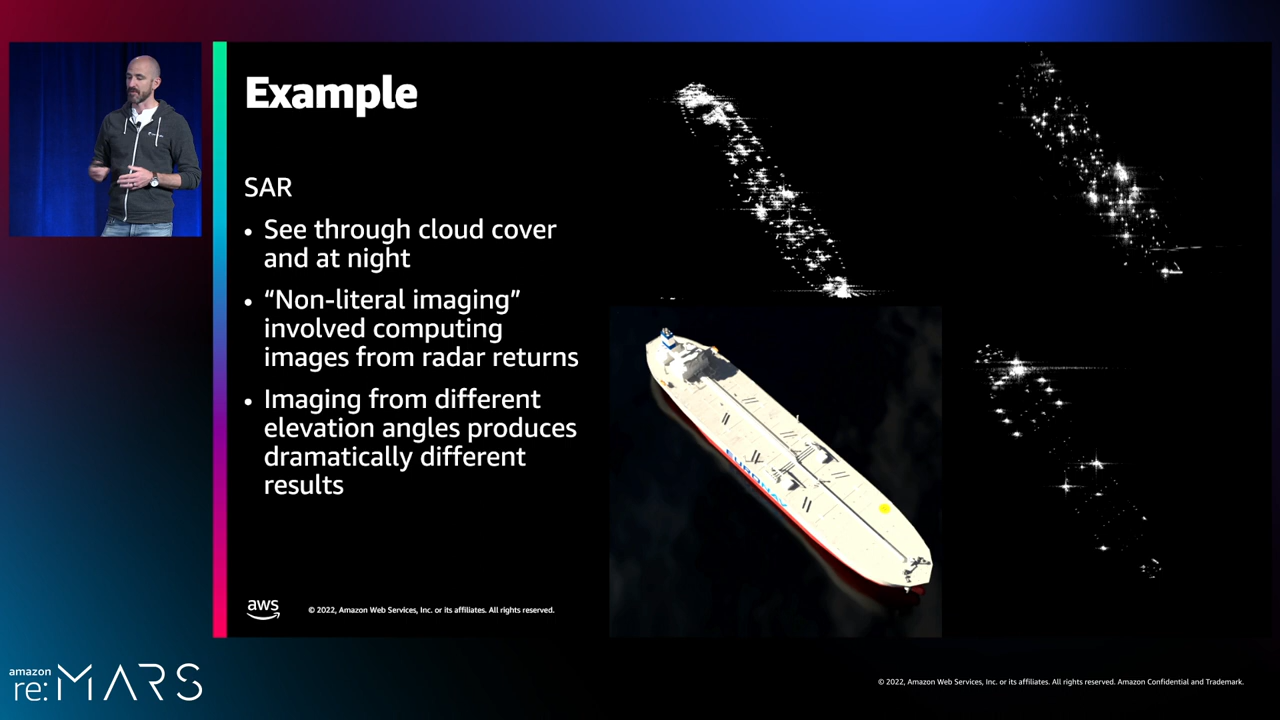 Example
SAR
• See through cloud cover
and at night
• “Non-literal imaging”
involved computing
images from radar returns
• Imaging from different
elevation angles produces
dramatically different
results
EURONAV
aws
© 2022, Amazon Web Services, Inc. or its affiliates. All rights reserved.
amazon
re:MARS
© 2022, Amazon Web Services, Inc. or its affiliates. All rights reserved. Amazon Confidential and Trademark.